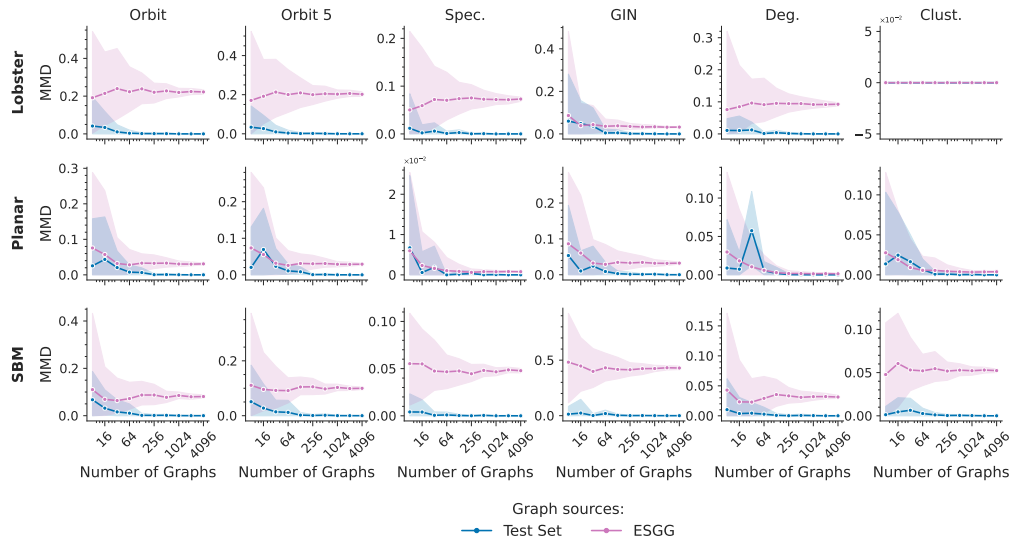 Orbit Orbit 5 Spec. GIN Deg. Clust.
Lobster
MMD
0.4 0.2 0.0
0.4 0.2 0.0
0.2 0.1 0.0
0.4 0.2 0.0
0.3 0.2 0.1 0.0
×10⁻²
5 0 −5
Planar
MMD
0.3 0.2 0.1 0.0
0.2 0.1 0.0
×10⁻²
2 1 0
0.2 0.1 0.0
0.10 0.05 0.00
0.10 0.05 0.00
SBM
MMD
0.4 0.2 0.0
0.2 0.0
0.10 0.05 0.00
0.5 0.0
0.15 0.10 0.05 0.00
0.10 0.05 0.00
16 64 256 1024 4096
16 64 256 1024 4096
16 64 256 1024 4096
16 64 256 1024 4096
16 64 256 1024 4096
16 64 256 1024 4096
Number of Graphs Number of Graphs Number of Graphs Number of Graphs Number of Graphs Number of Graphs
Graph sources:
Test Set ESGG